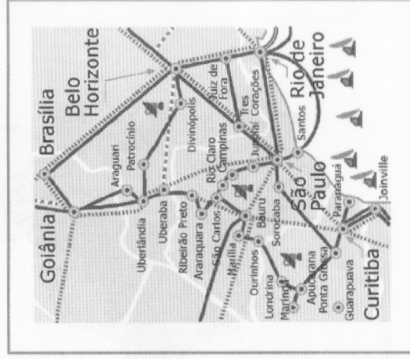 Brasília
Goiânia
Belo
Horizonte
Araguari
Patrocínio
Uberlândia
Uberaba
Divinópolis
Juiz de
Fora
Ribeirão Preto
Araraquara
São Carlos
Rio Claro
Campinas
Três
Corações
Jundiaí
Rio de
Janeiro
Marília
Bauru
Ourinhos
Sorocaba
São
Paulo
Santos
Londrina
Maringá
Apucarana
Ponta Grossa
Guarapuava
Paranaguá
Curitiba
Joinville